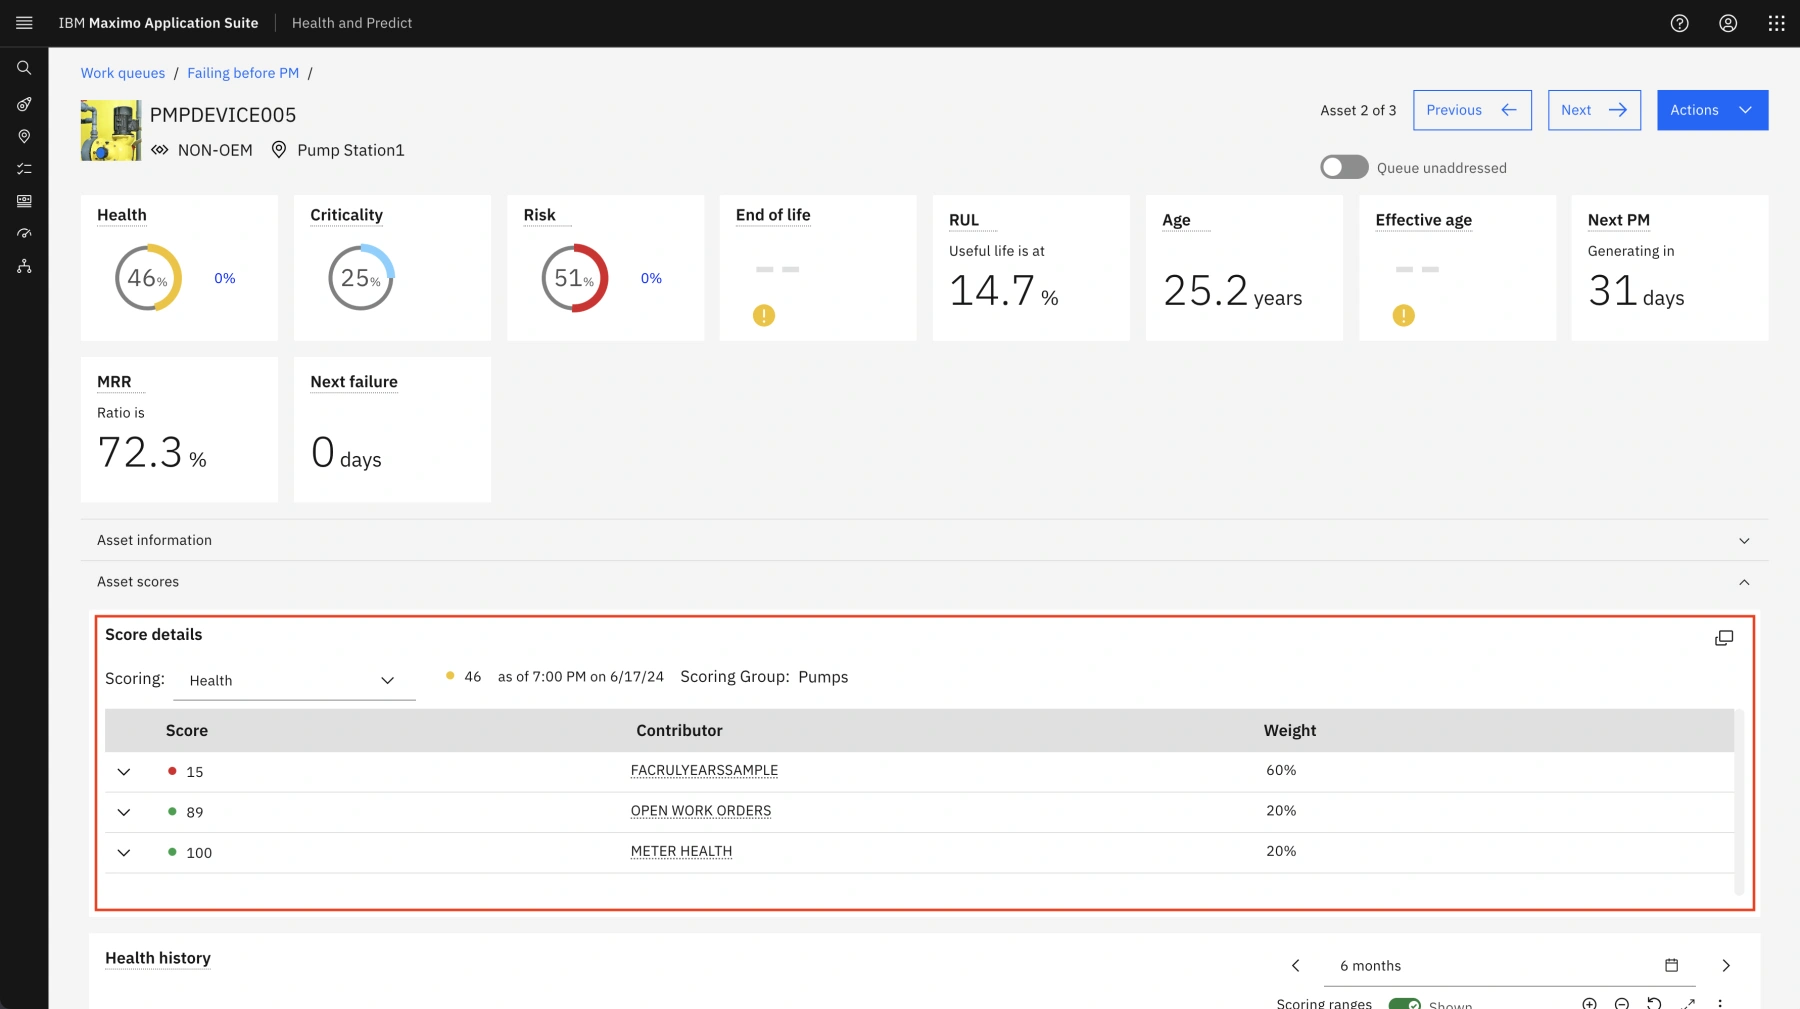 IBM Maximo Application Suite Health and Predict
Work queues / Failing before PM /
PMPDEVICE005
NON-OEM Pump Station1
Asset 2 of 3 Previous Next Actions
Queue unaddressed
Health
46%
0%
Criticality
25%
Risk
51%
0%
End of life
-- 
RUL
Useful life is at
14.7 %
Age
25.2 years
Effective age
--
Next PM
Generating in
31 days
MRR
Ratio is
72.3 %
Next failure
0 days
Asset information
Asset scores
Score details
Scoring: Health 46 as of 7:00 PM on 6/17/24 Scoring Group: Pumps
Score Contributor Weight
15 FACRULYEARSSAMPLE 60%
89 OPEN WORK ORDERS 20%
100 METER HEALTH 20%
Health history
6 months
Scoring ranges Shown